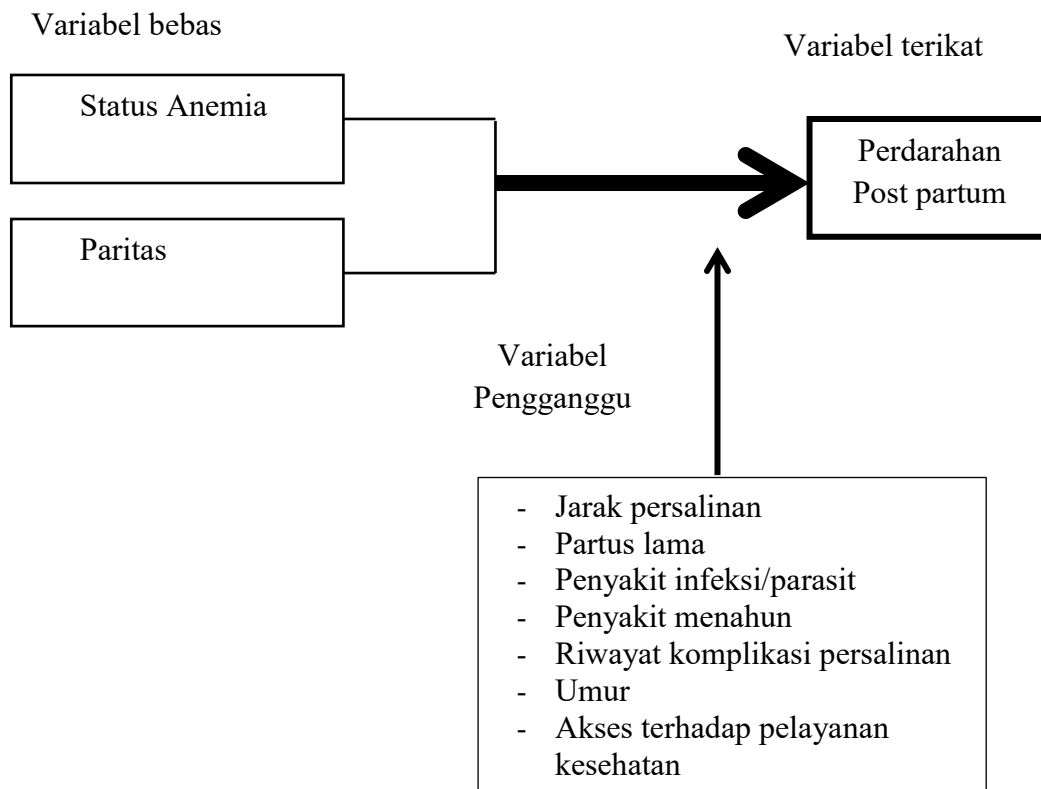 Variabel bebas
Variabel terikat
Status Anemia
Perdarahan
Post partum
Paritas
Variabel
Pengganggu
- Jarak persalinan
- Partus lama
- Penyakit infeksi/parasit
- Penyakit menahun
- Riwayat komplikasi persalinan
- Umur
- Akses terhadap pelayanan
kesehatan